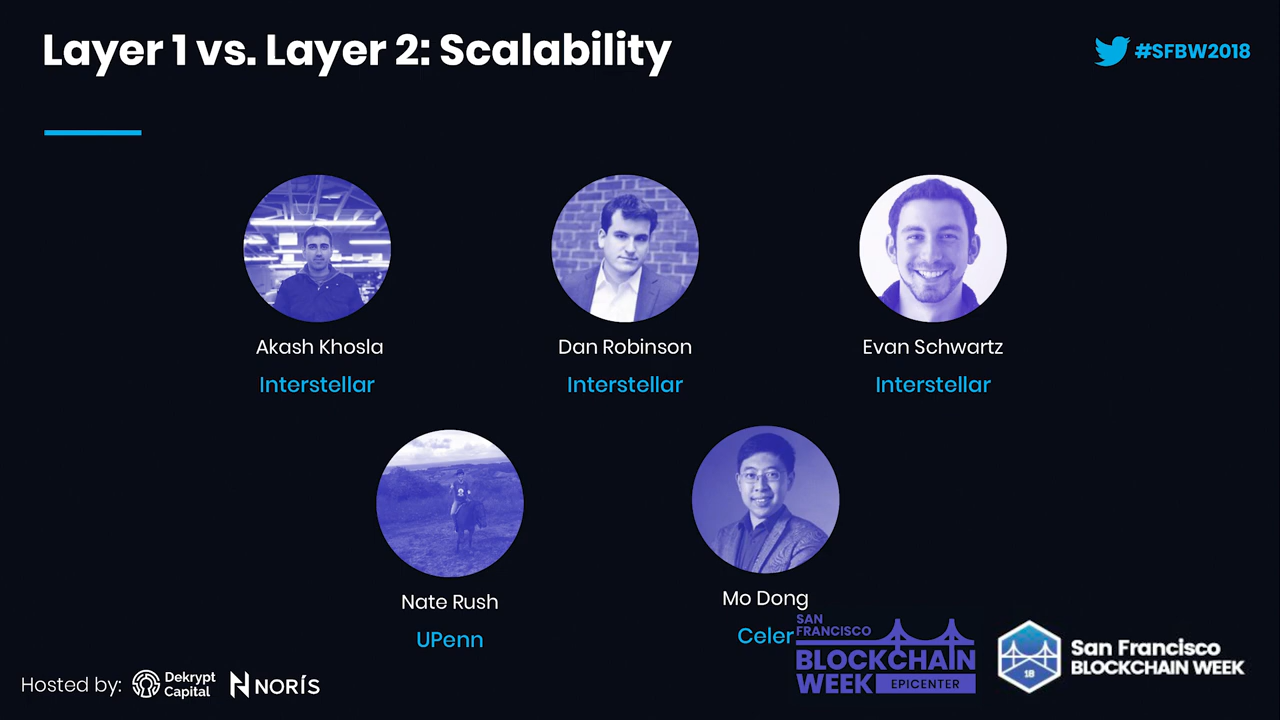 Layer 1 vs. Layer 2: Scalability
#SFBW2018
Akash Khosla
Interstellar
Dan Robinson
Interstellar
Evan Schwartz
Interstellar
Nate Rush
UPenn
Mo Dong
Celer
Hosted by:
Dekrypt
Capital
NORÍS
SAN
FRANCISCO
BLOCKCHAIN
WEEK EPICENTER
18
San Francisco
BLOCKCHAIN WEEK